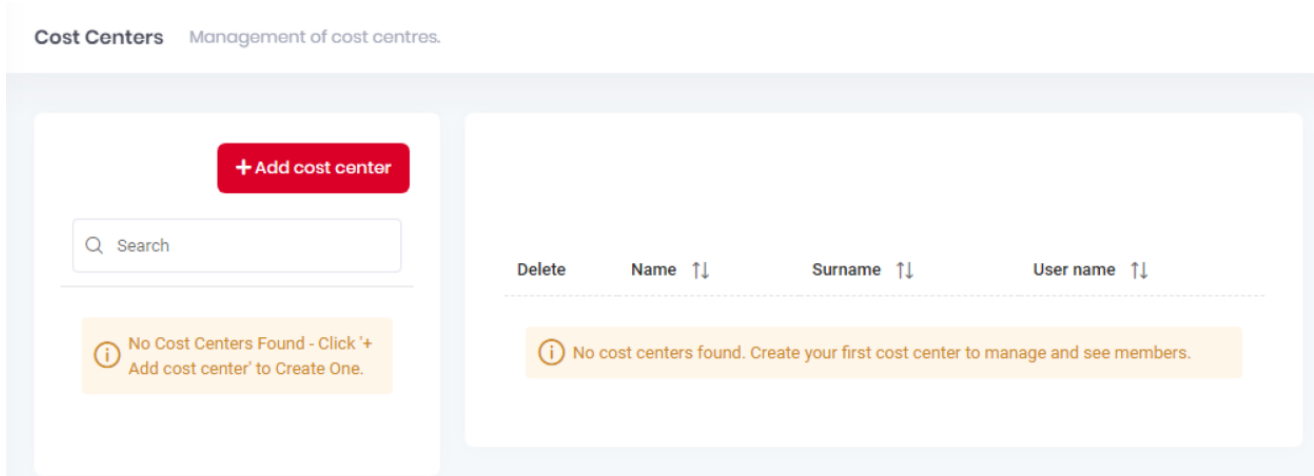 Cost Centers Management of cost centres.
+ Add cost center
Search
No Cost Centers Found - Click '+
Add cost center' to Create One.
Delete Name Surname User name
No cost centers found. Create your first cost center to manage and see members.